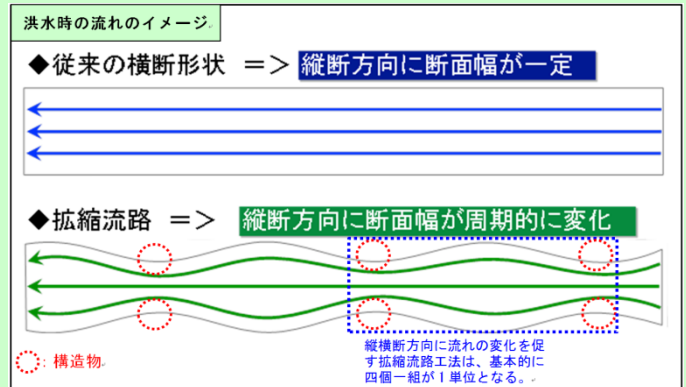 洪水時の流れのイメージ
◆従来の横断形状 ＝＞ 縦断方向に断面幅が一定
◆拡縮流路 ＝＞ 縦断方向に断面幅が周期的に変化
縦横断方向に流れの変化を促
す拡縮流路工法は、基本的に
四個一組が１単位となる。
：構造物